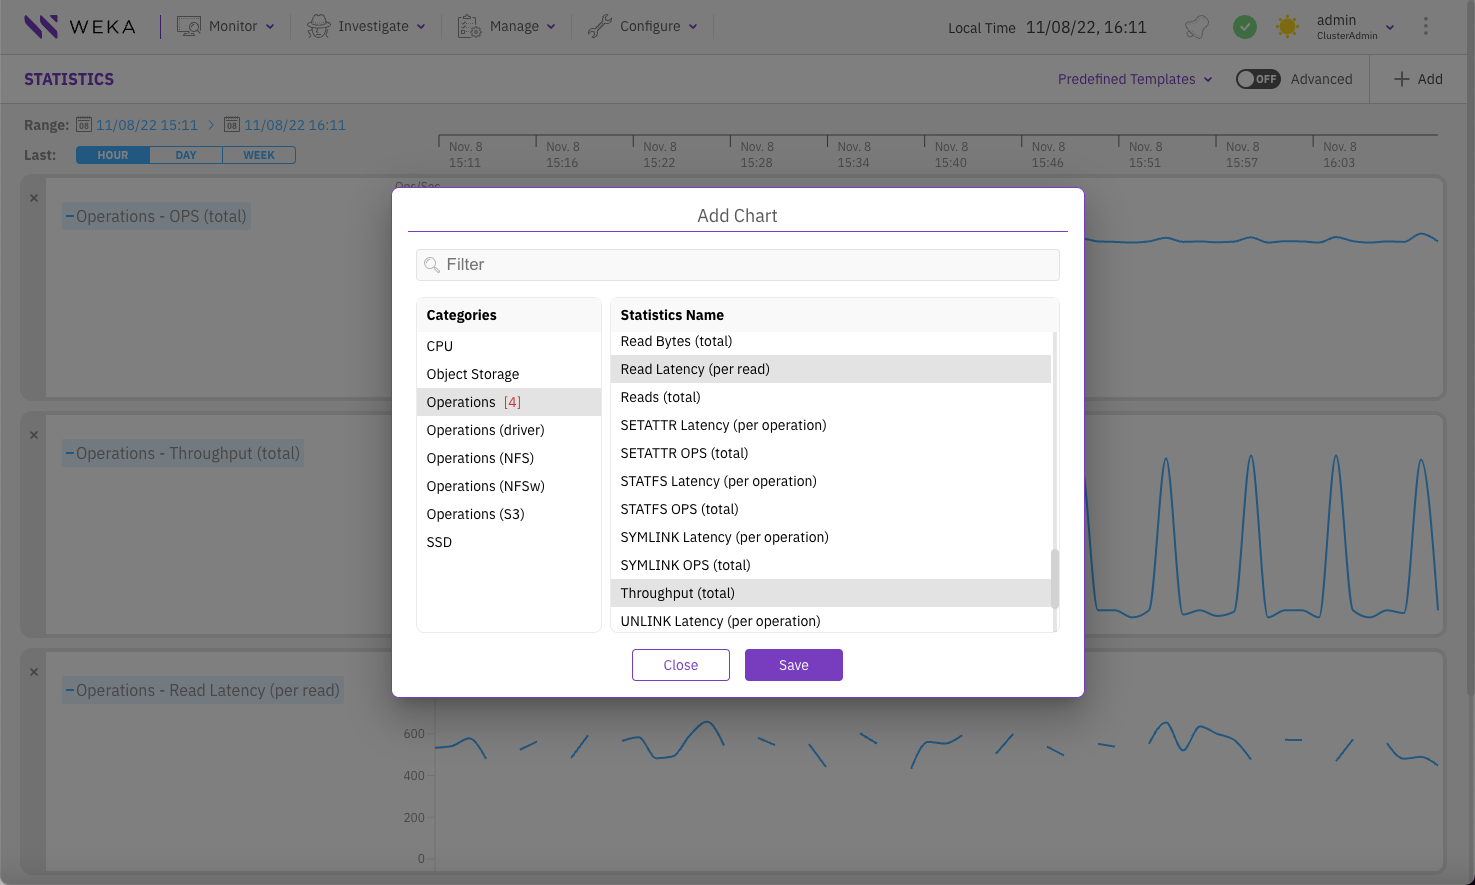 WEKA
Monitor
Investigate
Manage
Configure
Local Time 11/08/22, 16:11
admin
ClusterAdmin
STATISTICS
Predefined Templates
OFF Advanced
Add
Range: 08 11/08/22 15:11 > 08 11/08/22 16:11
Last: HOUR DAY WEEK
Nov. 8 Nov. 8 Nov. 8 Nov. 8 Nov. 8 Nov. 8 Nov. 8 Nov. 8 Nov. 8 Nov. 8
15:11 15:16 15:22 15:28 15:34 15:40 15:46 15:51 15:57 16:03
Ops/Sec
Operations - OPS (total)
Operations - Throughput (total)
Operations - Read Latency (per read)
600
400
200
0
Add Chart
Filter
Categories
CPU
Object Storage
Operations [4]
Operations (driver)
Operations (NFS)
Operations (NFSw)
Operations (S3)
SSD
Statistics Name
Read Bytes (total)
Read Latency (per read)
Reads (total)
SETATTR Latency (per operation)
SETATTR OPS (total)
STATFS Latency (per operation)
STATFS OPS (total)
SYMLINK Latency (per operation)
SYMLINK OPS (total)
Throughput (total)
UNLINK Latency (per operation)
Close
Save